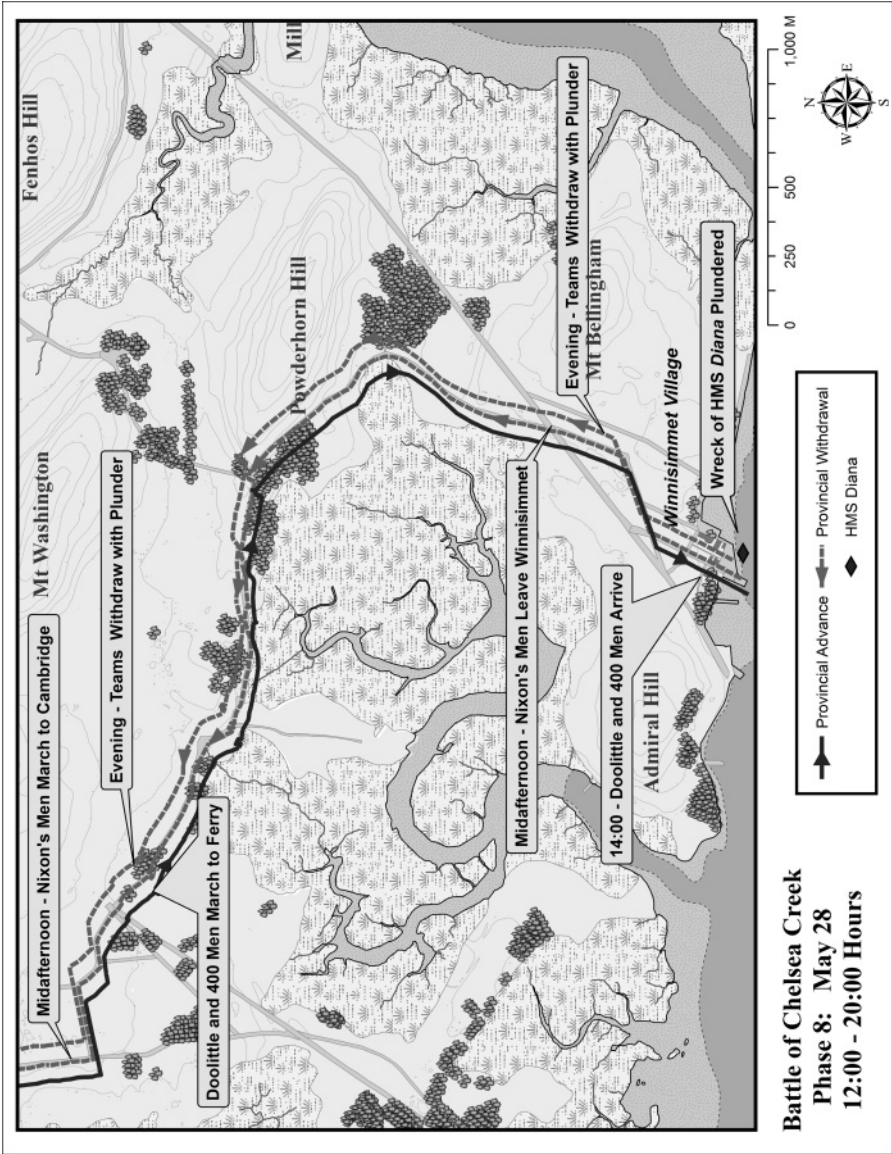 Fenhos Hill
Mill
Mt Washington
Powderhorn Hill
Midafternoon - Nixon's Men March to Cambridge
Evening - Teams Withdraw with Plunder
Doolittle and 400 Men March to Ferry
Evening - Teams Withdraw with Plunder
Mt Bellingham
Midafternoon - Nixon's Men Leave Winnisimmet
14:00 - Doolittle and 400 Men Arrive
Admiral Hill
Winnisimmet Village
Wreck of HMS Diana Plundered
Battle of Chelsea Creek
Phase 8: May 28
12:00 - 20:00 Hours
Provincial Advance
Provincial Withdrawal
HMS Diana
0 250 500 1,000 M
N
W E
S